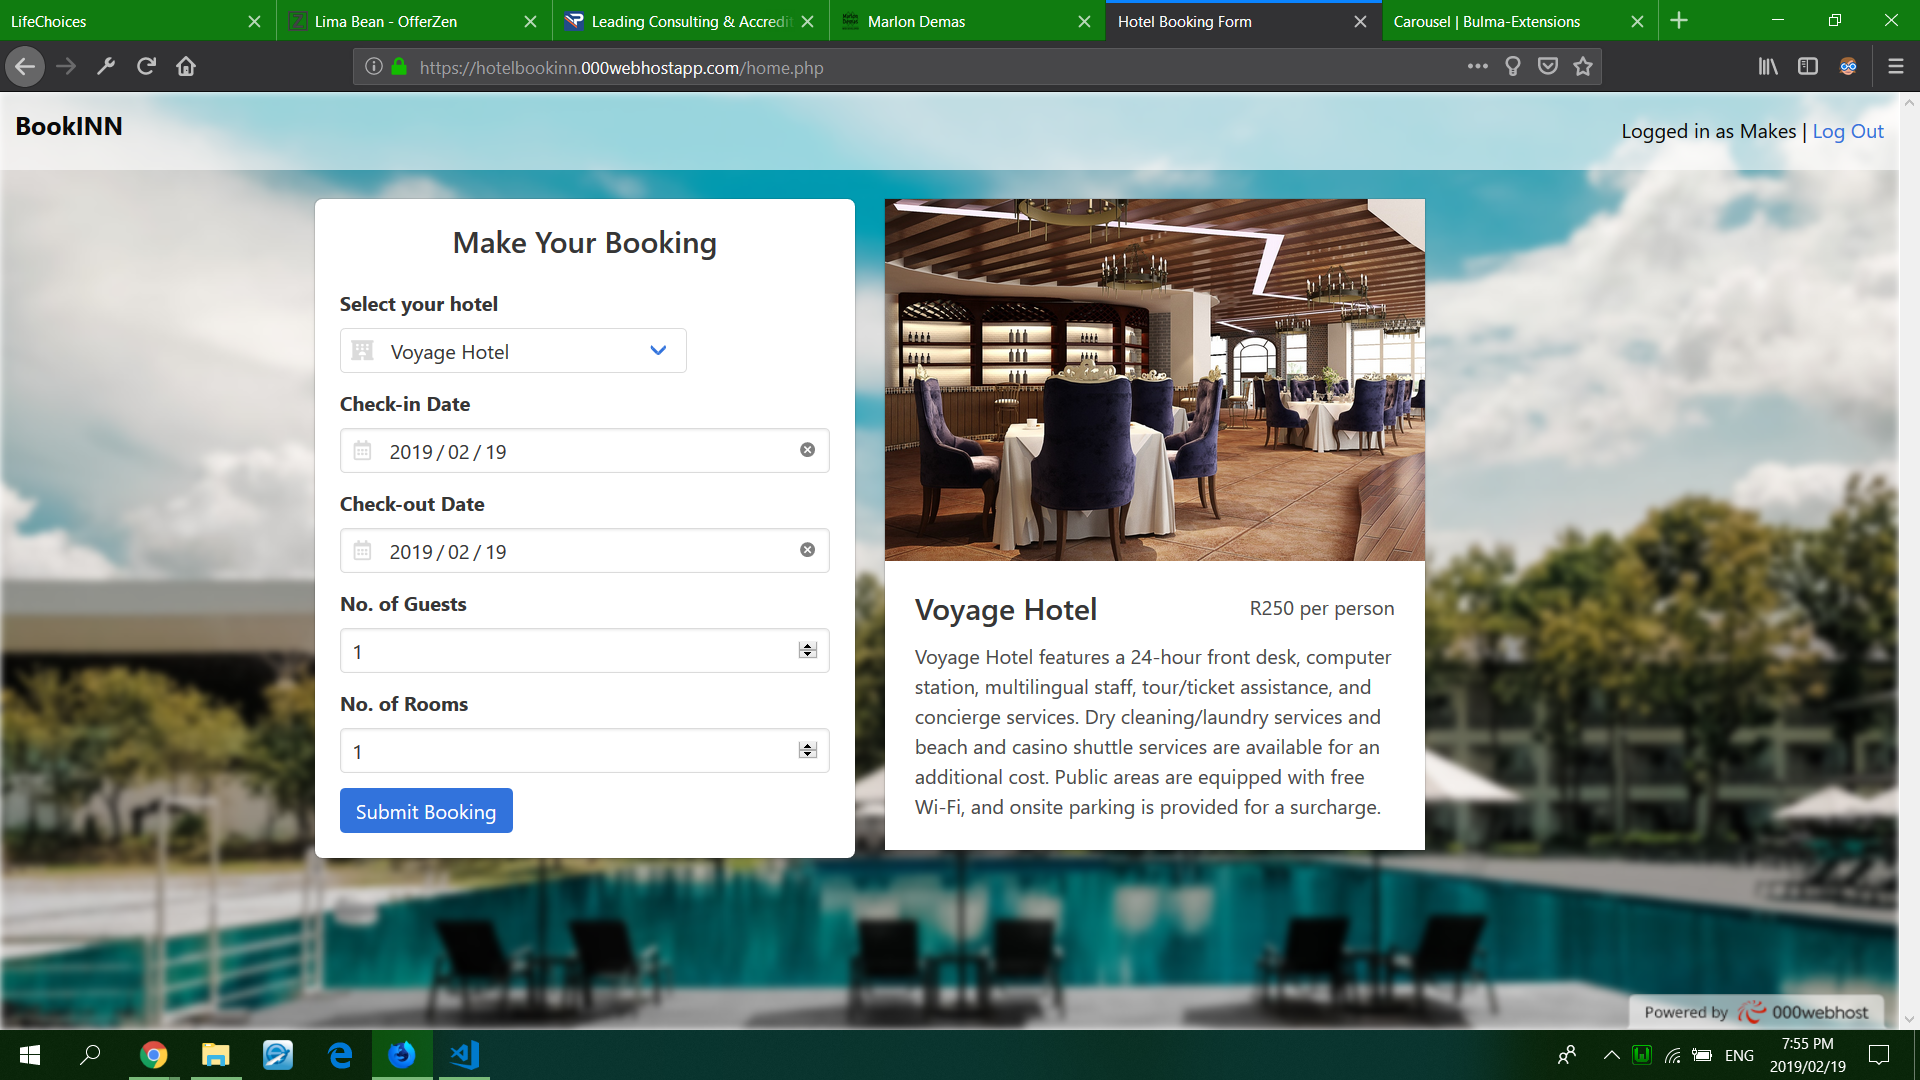 LifeChoices
Lima Bean - OfferZen
Leading Consulting & Accredit
Marlon Demas
Hotel Booking Form
Carousel | Bulma-Extensions
https://hotelbookinn.000webhostapp.com/home.php
BookINN
Logged in as Makes | Log Out
Make Your Booking
Select your hotel
Voyage Hotel
Check-in Date
2019 / 02 / 19
Check-out Date
2019 / 02 / 19
No. of Guests
1
No. of Rooms
1
Submit Booking
Voyage Hotel
R250 per person
Voyage Hotel features a 24-hour front desk, computer
station, multilingual staff, tour/ticket assistance, and
concierge services. Dry cleaning/laundry services and
beach and casino shuttle services are available for an
additional cost. Public areas are equipped with free
Wi-Fi, and onsite parking is provided for a surcharge.
Powered by 000webhost
ENG
7:55 PM
2019/02/19